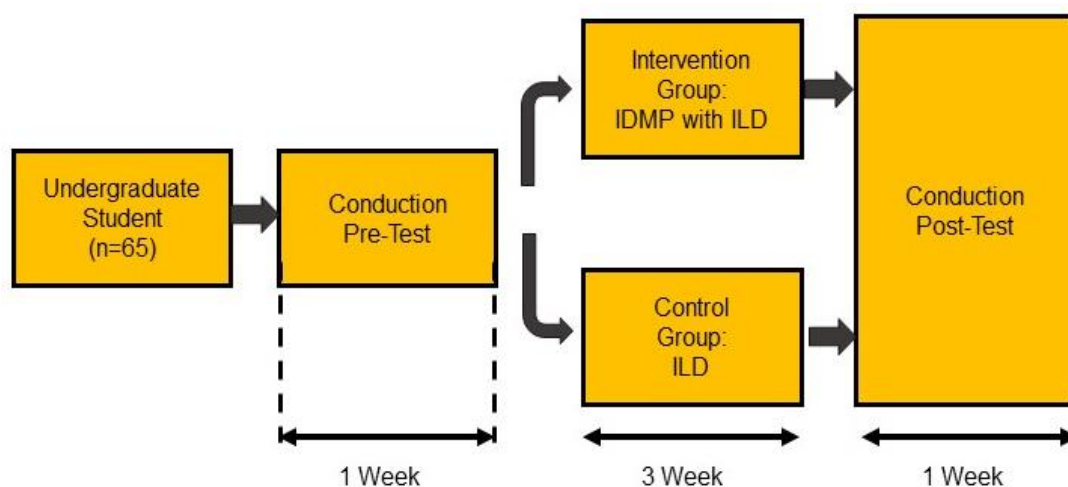 Undergraduate
Student
(n=65)
Conduction
Pre-Test
Intervention
Group:
IDMP with ILD
Control
Group:
ILD
Conduction
Post-Test
1 Week
3 Week
1 Week